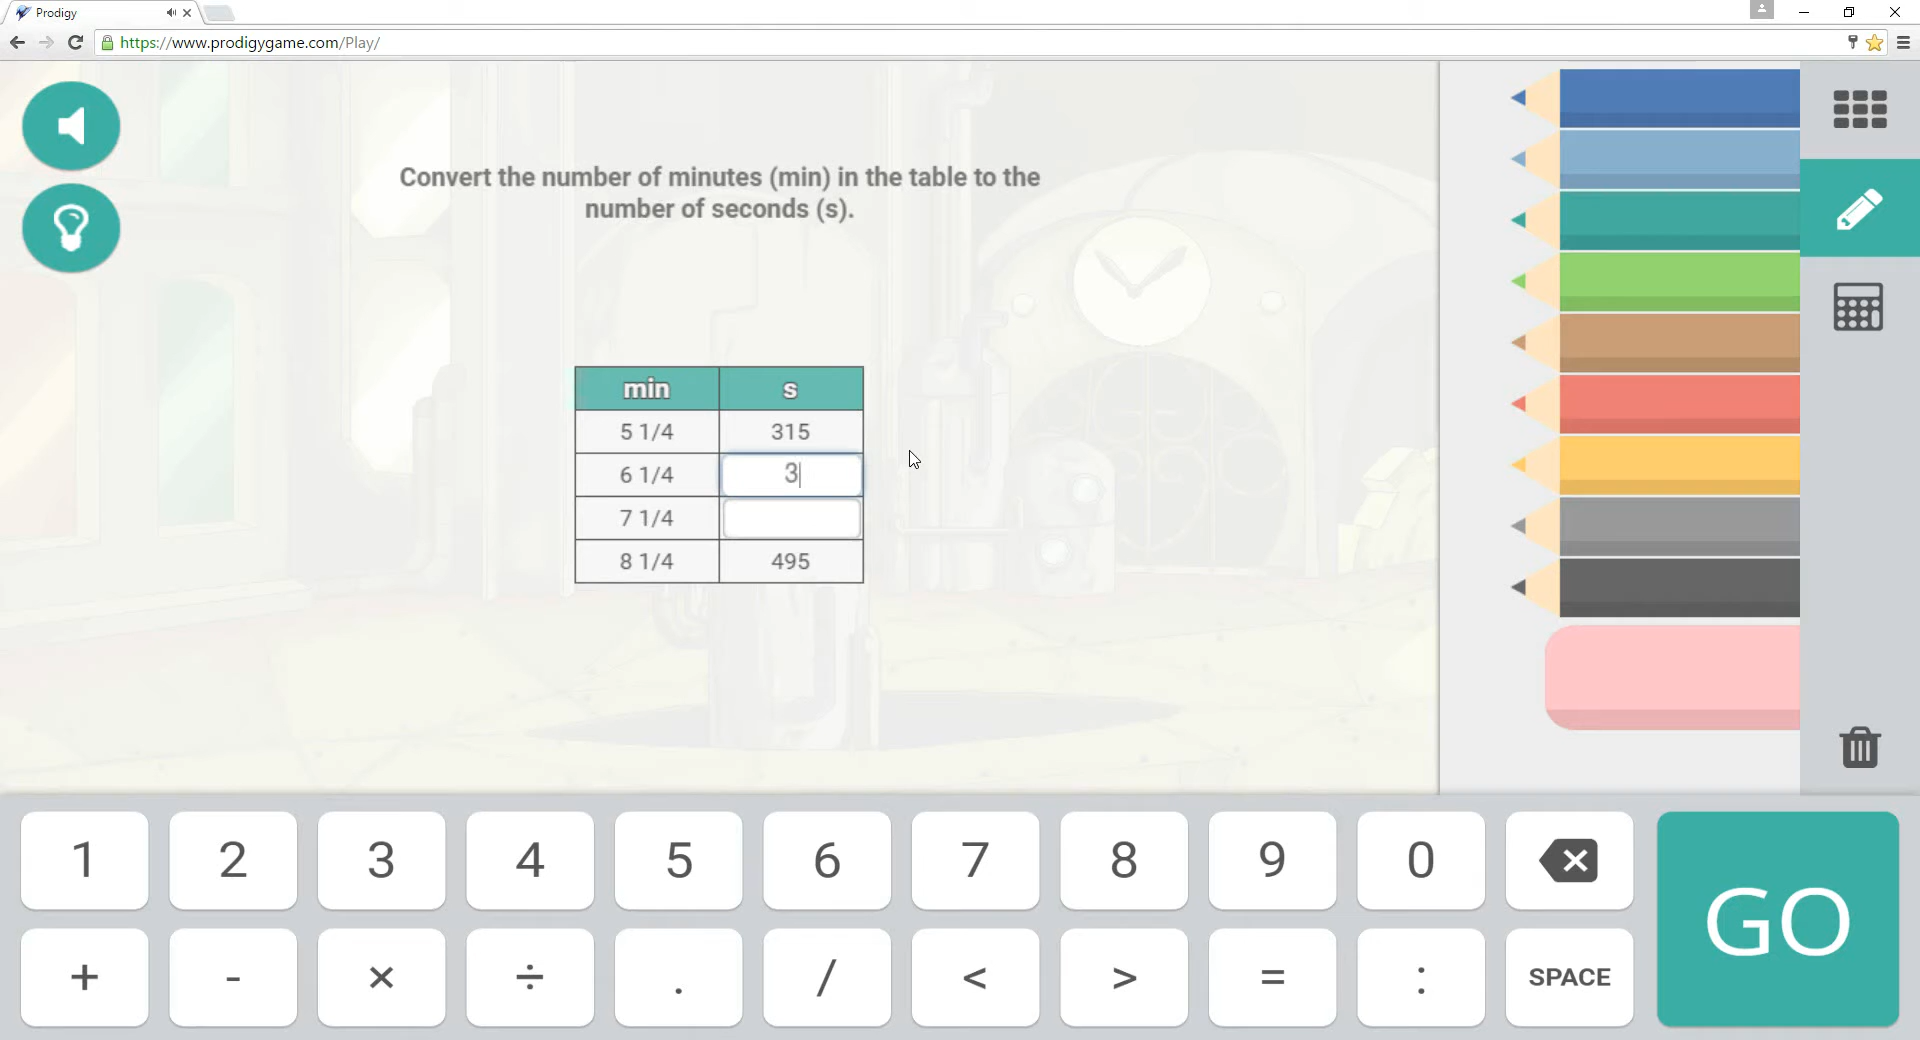 Prodigy
https://www.prodigygame.com/Play/
Convert the number of minutes (min) in the table to the
number of seconds (s).
min s
5 1/4 315
6 1/4 3
7 1/4
8 1/4 495
1 2 3 4 5 6 7 8 9 0
GO
+ - × ÷ . / < > = : SPACE